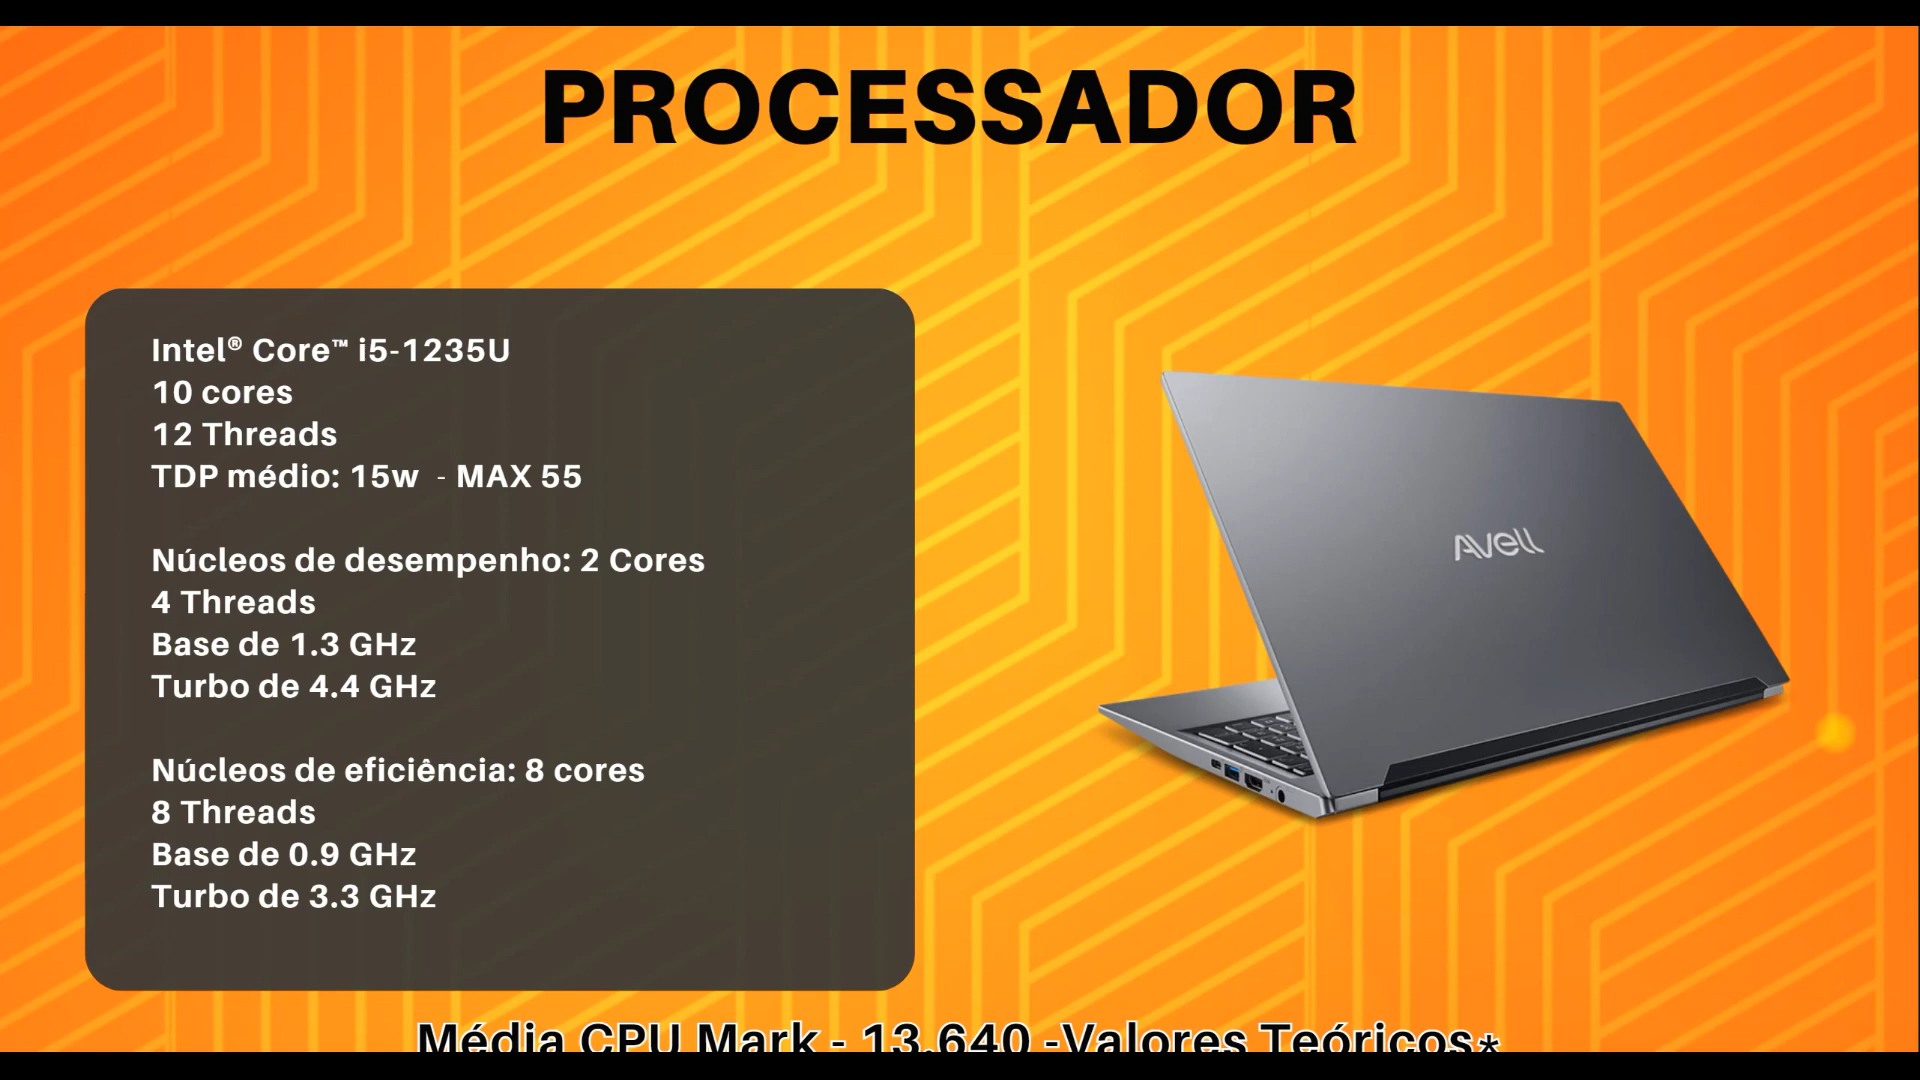 PROCESSADOR
Intel® Core™ i5-1235U
10 cores
12 Threads
TDP médio: 15w - MAX 55
Núcleos de desempenho: 2 Cores
4 Threads
Base de 1.3 GHz
Turbo de 4.4 GHz
Núcleos de eficiência: 8 cores
8 Threads
Base de 0.9 GHz
Turbo de 3.3 GHz
Avell
Média CPU Mark - 13.640 -Valores Teóricos*